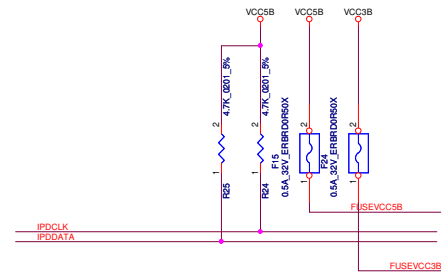 VCC5B
VCC5B
VCC3B
4.7K_0201_5%
4.7K_0201_5%
2
2
2
2
1
1
1
1
R25
R24
F15
0.5A_32V_ERBRD0R50X
F24
0.5A_32V_ERBRD0R50X
FUSEVCC5B
IPDCLK
IPDDATA
FUSEVCC3B